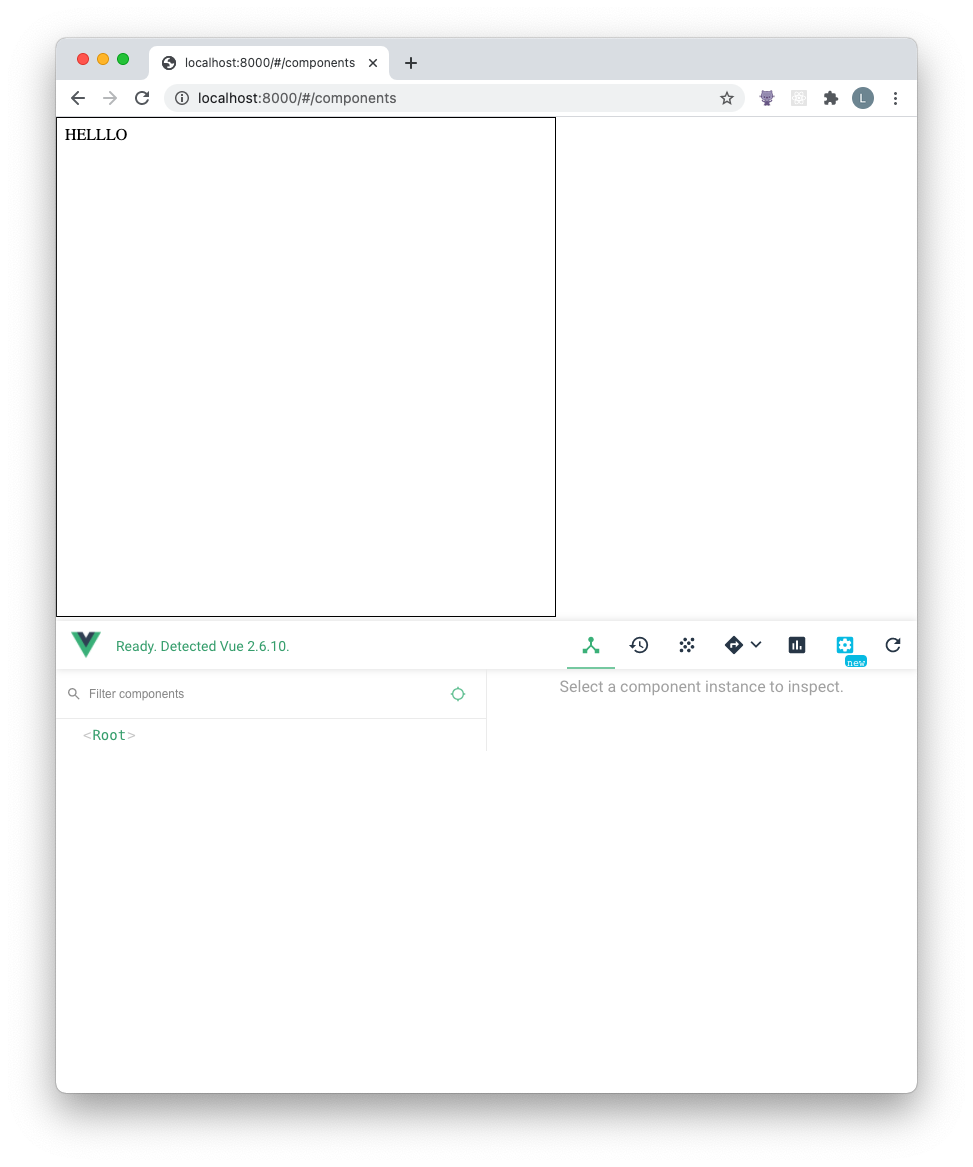 localhost:8000/#/components
localhost:8000/#/components
L
HELLLO
Ready. Detected Vue 2.6.10.
new
Filter components
Select a component instance to inspect.
<Root>